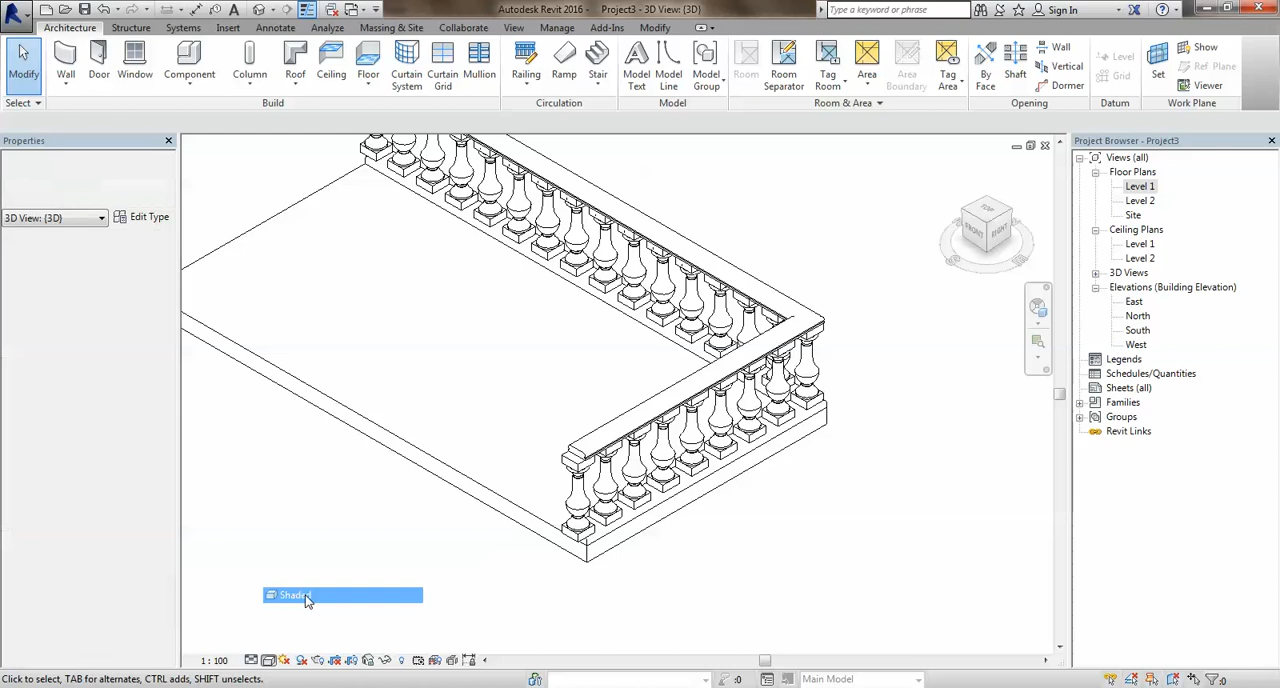 Autodesk Revit 2016 - Project3 - 3D View: {3D}
Type a keyword or phrase
Sign In
Architecture Structure Systems Insert Annotate Analyze Massing & Site Collaborate View Manage Add-Ins Modify
Modify Wall Door Window Component Column Roof Ceiling Floor Curtain System Curtain Grid Mullion Railing Ramp Stair Model Text Model Line Model Group Room Room Separator Tag Room Area Area Boundary Tag Area By Face Shaft Wall Vertical Dormer Level Grid Set Show Ref Plane Viewer
Select Build Circulation Model Room & Area Opening Datum Work Plane
Properties
3D View: {3D} Edit Type
TOP
FRONT RIGHT
Project Browser - Project3
Views (all)
Floor Plans
Level 1
Level 2
Site
Ceiling Plans
Level 1
Level 2
3D Views
Elevations (Building Elevation)
East
North
South
West
Legends
Schedules/Quantities
Sheets (all)
Families
Groups
Revit Links
Shaded
1 : 100
Click to select, TAB for alternates, CTRL adds, SHIFT unselects.
:0
Main Model
:0